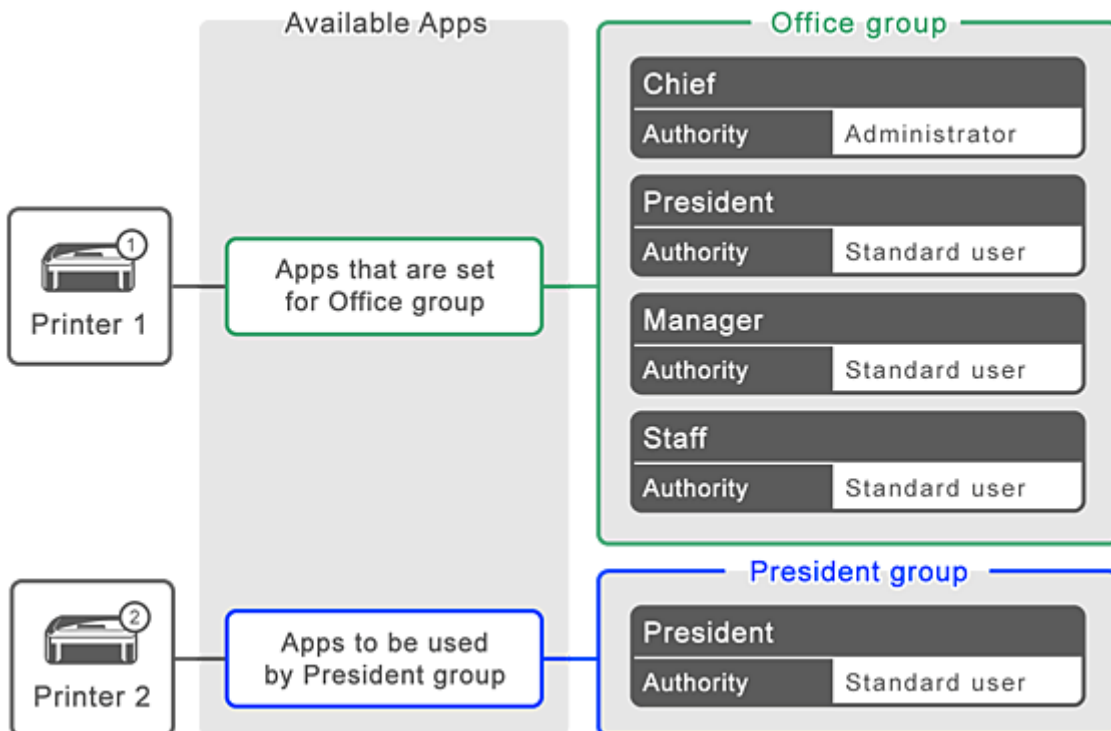 Available Apps
Office group
Chief
Authority Administrator
President
Authority Standard user
Manager
Authority Standard user
Staff
Authority Standard user
1
Printer 1
Apps that are set
for Office group
President group
President
Authority Standard user
2
Printer 2
Apps to be used
by President group